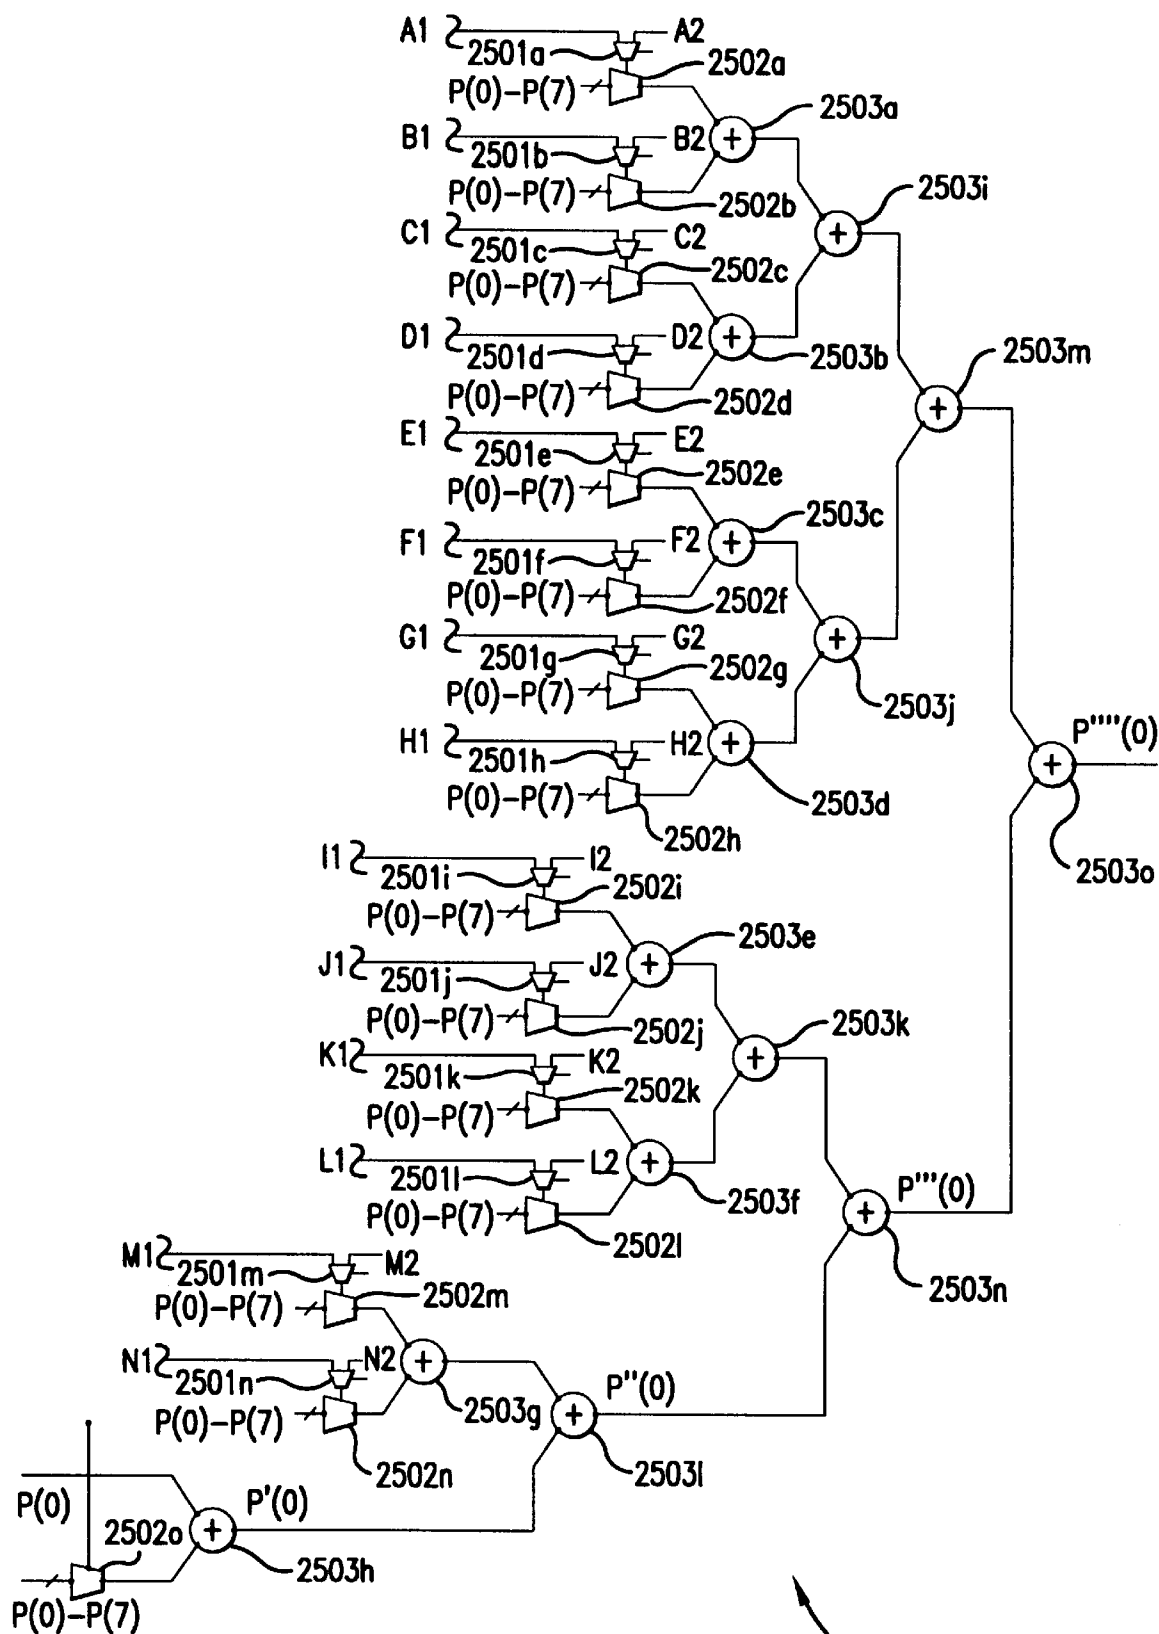 A1 A2
2501a 2502a
P(0)-P(7)
2503a
B1 B2
2501b
P(0)-P(7) 2502b
2503i
C1 C2
2501c 2502c
P(0)-P(7)
D1 D2
2501d 2503b
P(0)-P(7) 2502d
2503m
E1 E2
2501e 2502e
P(0)-P(7)
2503c
F1 F2
2501f
P(0)-P(7) 2502f
G1 G2
2501g 2502g
P(0)-P(7)
2503j
H1 H2
2501h
P(0)-P(7) 2503d
2502h
P''''(0)
2503o
I1 I2
2501i 2502i
P(0)-P(7)
2503e
J1 J2
2501j
P(0)-P(7) 2502j
2503k
K1 K2
2501k 2502k
P(0)-P(7)
L1 L2
2501l 2503f
P(0)-P(7) 2502l
P'''(0)
2503n
M1 M2
2501m 2502m
P(0)-P(7)
N1 N2
2501n 2503g
P(0)-P(7)
2502n
P''(0)
2503l
P(0) P'(0)
2502o
2503h
P(0)-P(7)